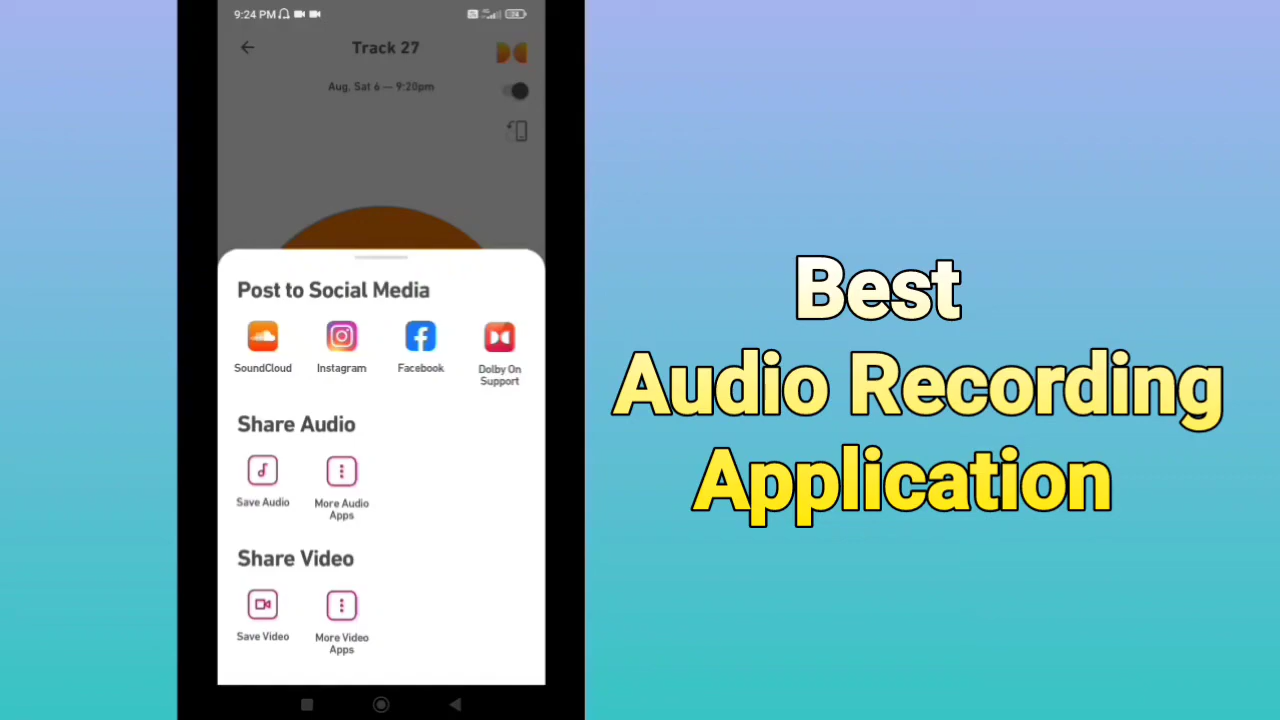 9:24 PM
Track 27
Aug, Sat 6 — 9:20pm
Post to Social Media
SoundCloud
Instagram
Facebook
Dolby On
Support
Share Audio
Save Audio
More Audio
Apps
Share Video
Save Video
More Video
Apps
Best
Audio Recording
Application